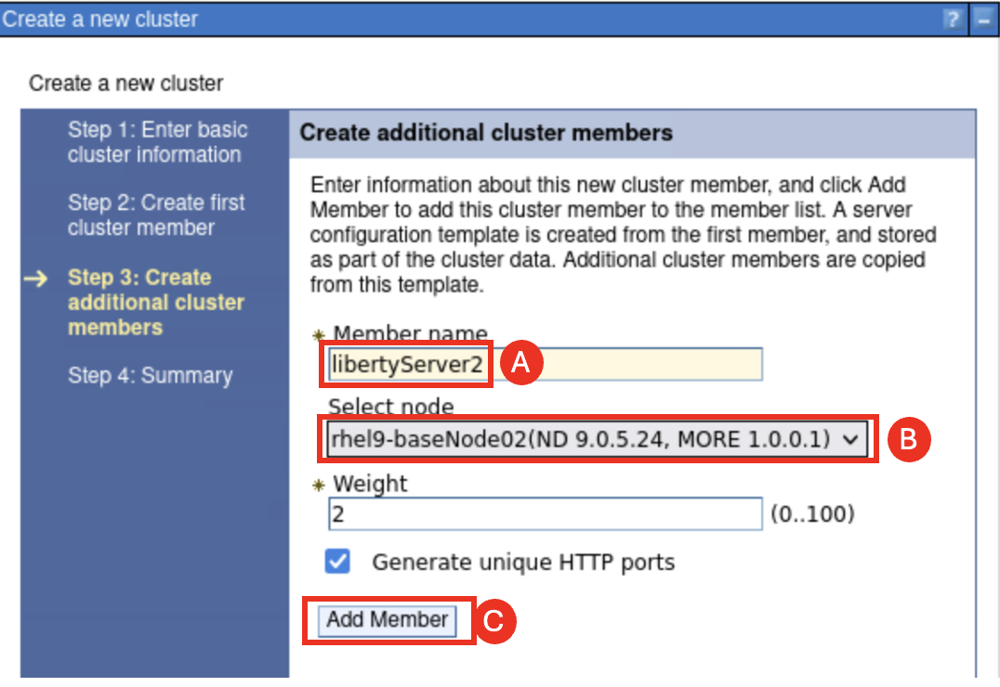 Create a new cluster ? –
Create a new cluster
Step 1: Enter basic
cluster information
Step 2: Create first
cluster member
→ Step 3: Create
additional cluster
members
Step 4: Summary
Create additional cluster members
Enter information about this new cluster member, and click Add
Member to add this cluster member to the member list. A server
configuration template is created from the first member, and stored
as part of the cluster data. Additional cluster members are copied
from this template.
* Member name
libertyServer2 A
Select node
rhel9-baseNode02(ND 9.0.5.24, MORE 1.0.0.1) B
* Weight
2 (0..100)
Generate unique HTTP ports
Add Member C